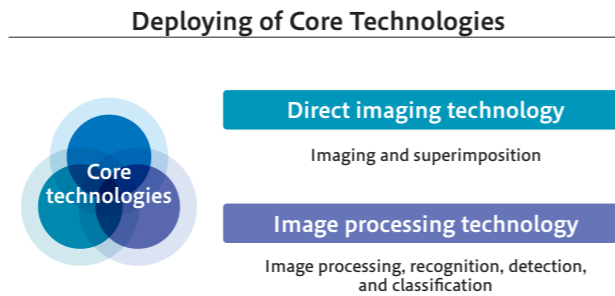 Deploying of Core Technologies
Core
technologies
Direct imaging technology
Imaging and superimposition
Image processing technology
Image processing, recognition, detection,
and classification